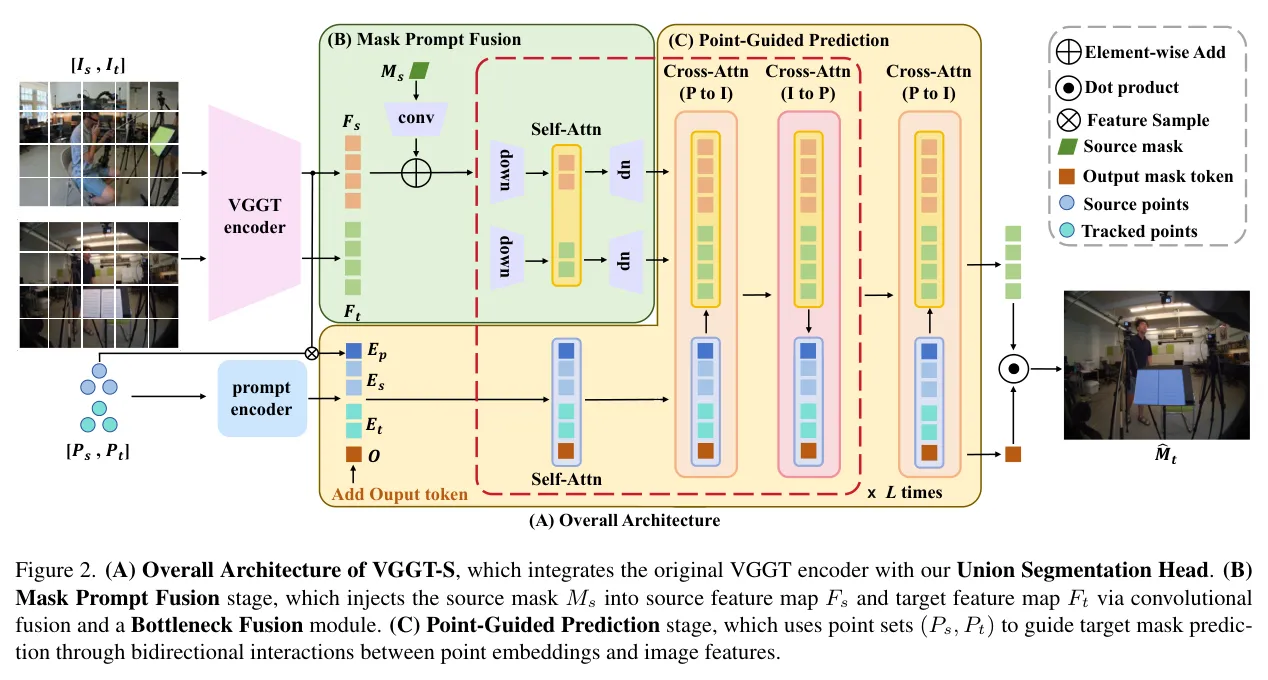 (B) Mask Prompt Fusion
(C) Point-Guided Prediction
[I_s , I_t]
M_s
conv
F_s
F_t
VGGT
encoder
down
down
Self-Attn
up
up
Cross-Attn
(P to I)
Cross-Attn
(I to P)
Cross-Attn
(P to I)
Element-wise Add
Dot product
Feature Sample
Source mask
Output mask token
Source points
Tracked points
prompt
encoder
[P_s , P_t]
E_p
E_s
E_t
O
Add Ouput token
Self-Attn
x L times
M̂_t
(A) Overall Architecture
Figure 2. (A) Overall Architecture of VGGT-S, which integrates the original VGGT encoder with our Union Segmentation Head. (B)
Mask Prompt Fusion stage, which injects the source mask M_s into source feature map F_s and target feature map F_t via convolutional
fusion and a Bottleneck Fusion module. (C) Point-Guided Prediction stage, which uses point sets (P_s, P_t) to guide target mask predic-
tion through bidirectional interactions between point embeddings and image features.